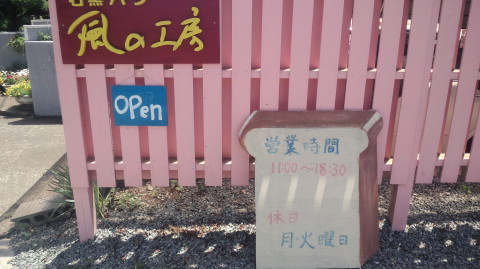 風の工房
OPen
営業時間
11:00〜18:30
休日
月・火曜日